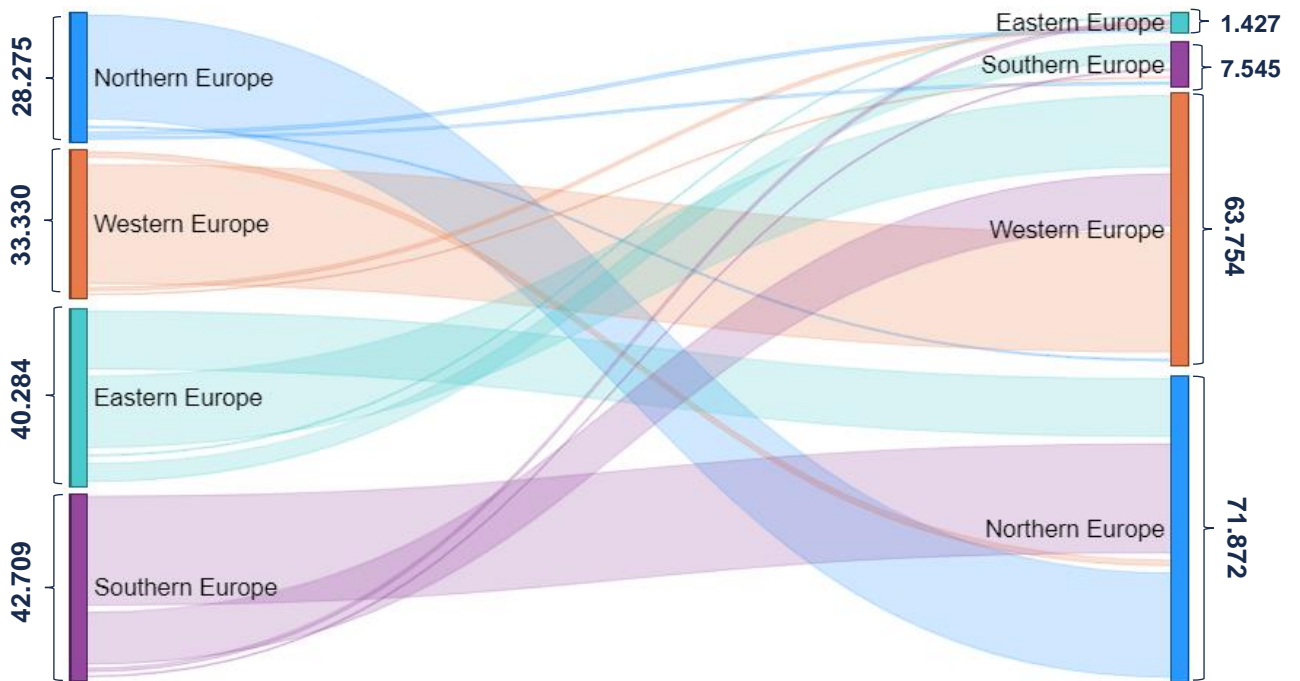 28.275
Northern Europe
33.330
Western Europe
40.284
Eastern Europe
42.709
Southern Europe
Eastern Europe
1.427
Southern Europe
7.545
Western Europe
63.754
Northern Europe
71.872